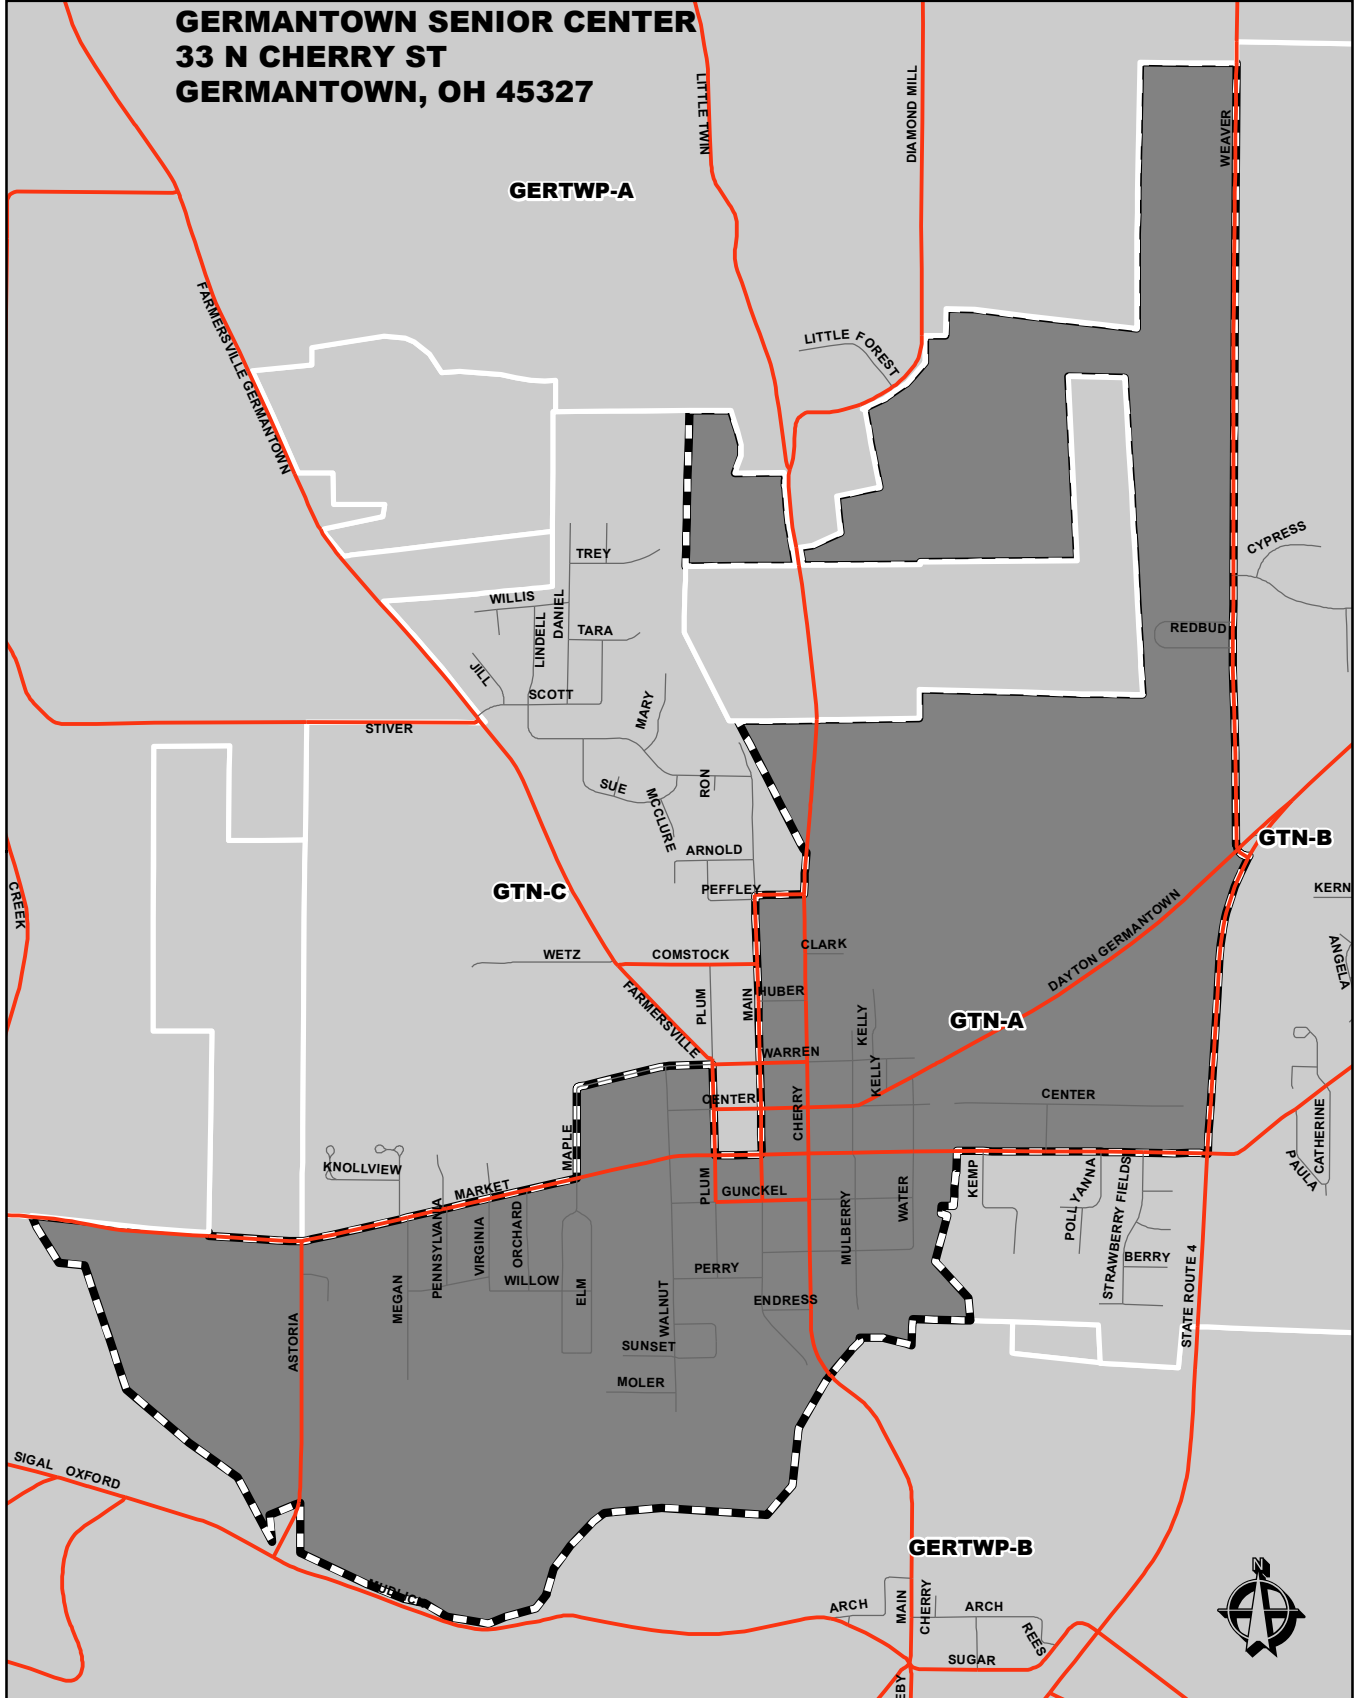 GERMANTOWN SENIOR CENTER
33 N CHERRY ST
GERMANTOWN, OH 45327
LITTLE TWIN
DIAMOND MILL
WEAVER
GERTWP-A
FARMERSVILLE GERMANTOWN
LITTLE FOREST
CYPRESS
TREY
WILLIS
DANIEL
LINDELL
TARA
REDBUD
JILL
SCOTT
MARY
STIVER
SUE
RON
MCCLURE
GTN-B
ARNOLD
GTN-C
PEFFLEY
KERN
CREEK
DAYTON GERMANTOWN
CLARK
WETZ
COMSTOCK
ANGELA
FARMERSVILLE
PLUM
MAIN
HUBER
KELLY
GTN-A
WARREN
KELLY
CENTER
CHERRY
CENTER
MAPLE
CATHERINE
PAULA
KNOLLVIEW
MARKET
PLUM
GUNCKEL
KEMP
POLLYANNA
STRAWBERRY FIELDS
PENNSYLVANIA
VIRGINIA
ORCHARD
MULBERRY
WATER
BERRY
WILLOW
ELM
PERRY
MEGAN
WALNUT
ENDRESS
ASTORIA
SUNSET
STATE ROUTE 4
MOLER
SIGAL OXFORD
GERTWP-B
N
ARCH
MAIN
CHERRY
ARCH
REES
SUGAR
EBY